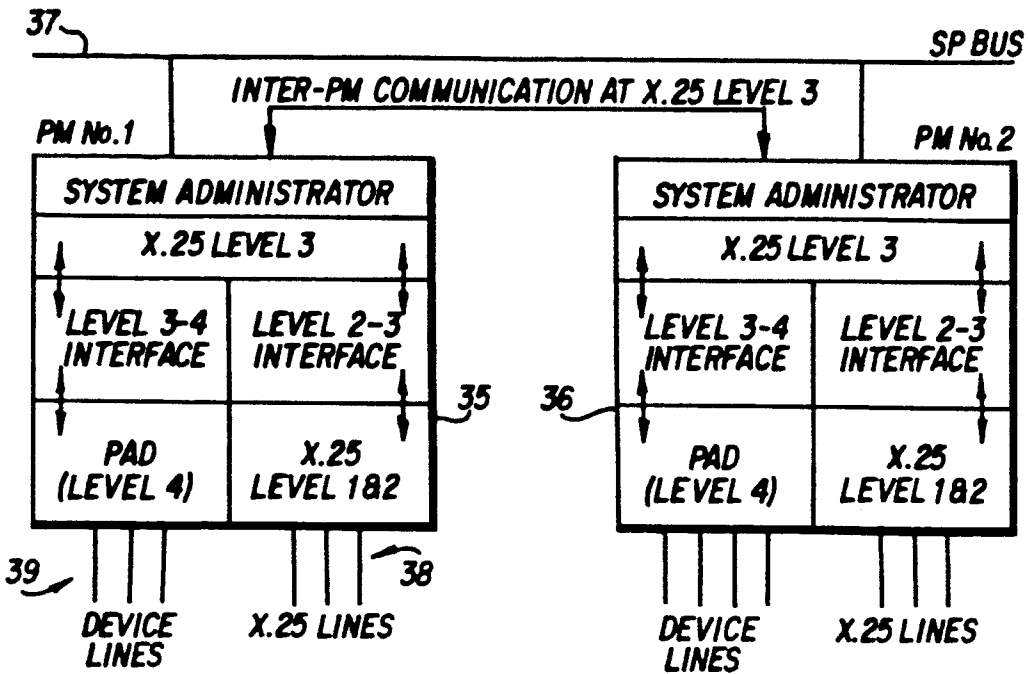 37
SP BUS
INTER-PM COMMUNICATION AT X.25 LEVEL 3
PM No.1
PM No.2
SYSTEM ADMINISTRATOR
X.25 LEVEL 3
LEVEL 3-4
INTERFACE
LEVEL 2-3
INTERFACE
PAD
(LEVEL 4)
X.25
LEVEL 1&2
35
39
38
DEVICE
LINES
X.25 LINES
SYSTEM ADMINISTRATOR
X.25 LEVEL 3
LEVEL 3-4
INTERFACE
LEVEL 2-3
INTERFACE
36
PAD
(LEVEL 4)
X.25
LEVEL 1&2
DEVICE
LINES
X.25 LINES